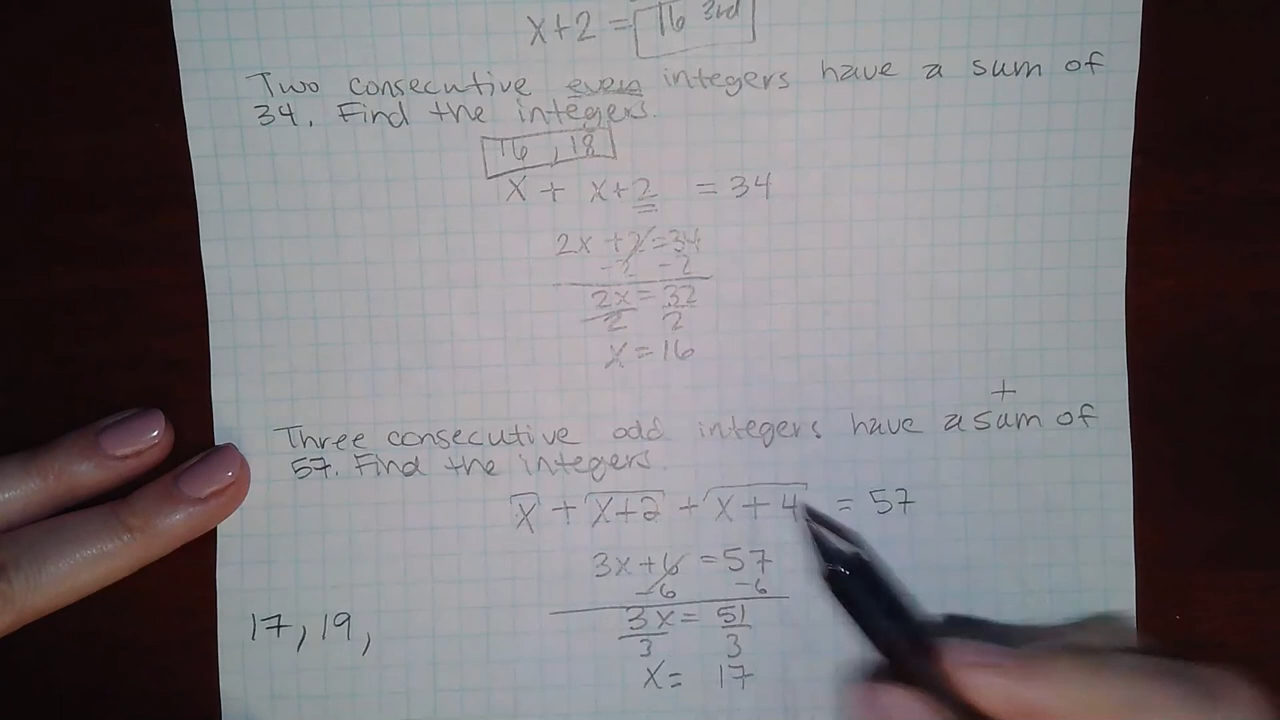 x+2 = 16 3rd
Two consecutive even integers have a sum of
34. Find the integers.
16, 18
x + x+2 = 34
2x +2 =34
-2 -2
2x = 32
2 2
x = 16
+
Three consecutive odd integers have a sum of
57. Find the integers.
x + x+2 + x+4 = 57
3x+6 =57
-6 -6
3x = 51
3 3
17, 19,
x = 17